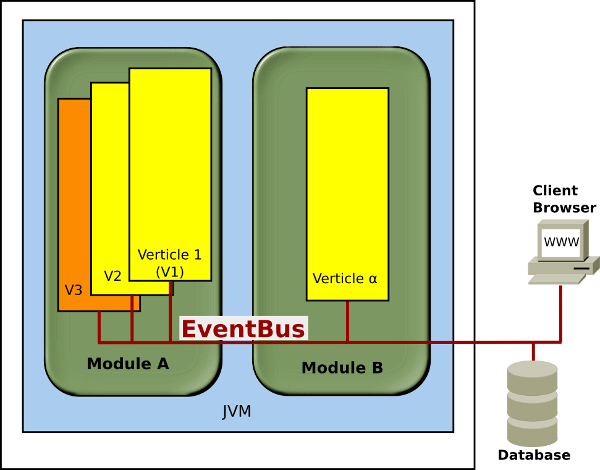 Verticle 1
(V1)
V2
V3
Verticle α
EventBus
Module A
Module B
JVM
Client
Browser
WWW
Database